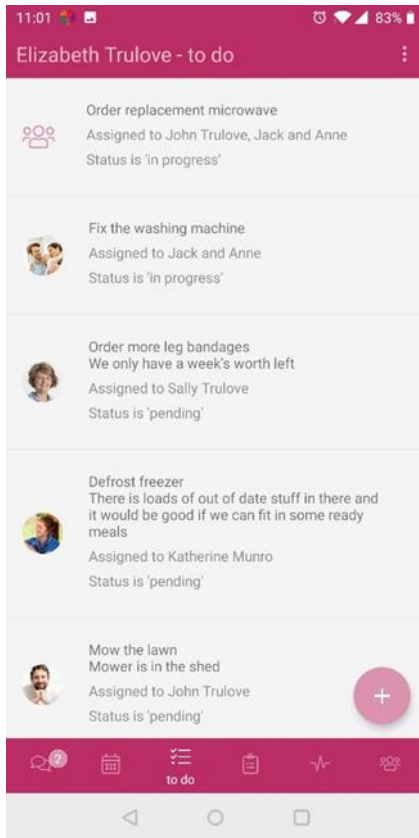 11:01
83%
Elizabeth Trulove - to do
Order replacement microwave
Assigned to John Trulove, Jack and Anne
Status is 'in progress'
Fix the washing machine
Assigned to Jack and Anne
Status is 'in progress'
Order more leg bandages
We only have a week's worth left
Assigned to Sally Trulove
Status is 'pending'
Defrost freezer
There is loads of out of date stuff in there and
it would be good if we can fit in some ready
meals
Assigned to Katherine Munro
Status is 'pending'
Mow the lawn
Mower is in the shed
Assigned to John Trulove
Status is 'pending'
+
2
to do